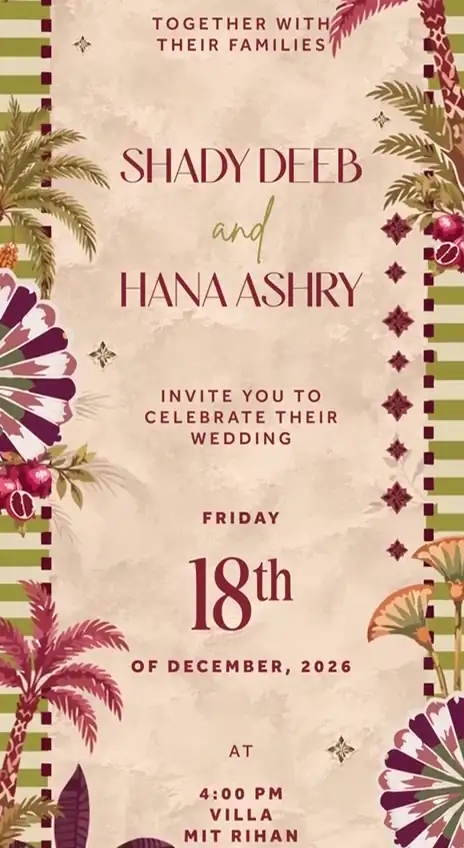 TOGETHER WITH
THEIR FAMILIES
SHADY DEEB
and
HANA ASHRY
INVITE YOU TO
CELEBRATE THEIR
WEDDING
FRIDAY
18th
OF DECEMBER, 2026
AT
4:00 PM
VILLA
MIT RIHAN